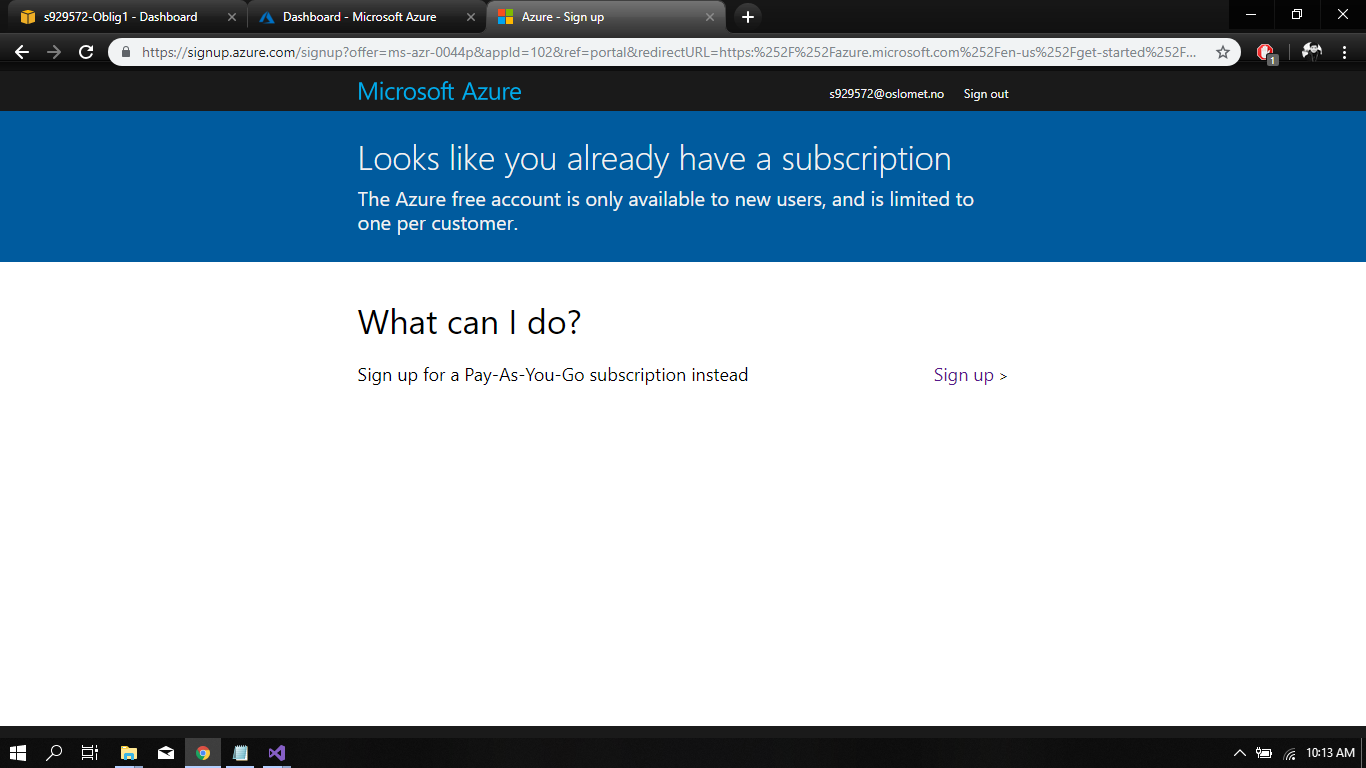 s929572-Oblig1 - Dashboard
Dashboard - Microsoft Azure
Azure - Sign up
https://signup.azure.com/signup?offer=ms-azr-0044p&appId=102&ref=portal&redirectURL=https:%252F%252Fazure.microsoft.com%252Fen-us%252Fget-started%252F...
1
Microsoft Azure
s929572@oslomet.no
Sign out
Looks like you already have a subscription
The Azure free account is only available to new users, and is limited to
one per customer.
What can I do?
Sign up for a Pay-As-You-Go subscription instead
Sign up >
10:13 AM